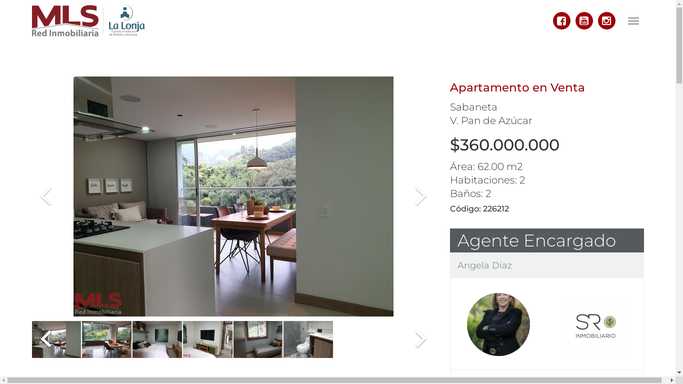 MLS
Red Inmobiliaria
La Lonja
Apartamento en Venta
Sabaneta
V. Pan de Azúcar
$360.000.000
Área: 62.00 m2
Habitaciones: 2
Baños: 2
Código: 226212
MLS
Red Inmobiliaria
Agente Encargado
Angela Diaz
SR
INMOBILIARIO